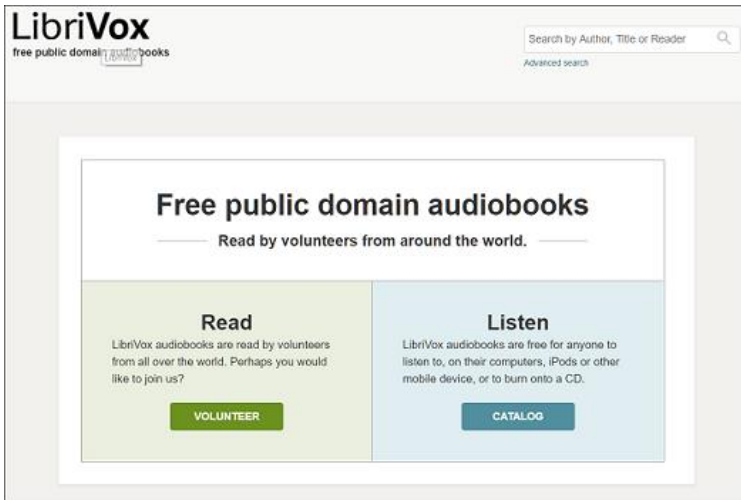 LibriVox
free public domain audiobooks
LibriVox
Search by Author, Title or Reader
Advanced search
Free public domain audiobooks
Read by volunteers from around the world.
Read
LibriVox audiobooks are read by volunteers
from all over the world. Perhaps you would
like to join us?
VOLUNTEER
Listen
LibriVox audiobooks are free for anyone to
listen to, on their computers, iPods or other
mobile device, or to burn onto a CD.
CATALOG